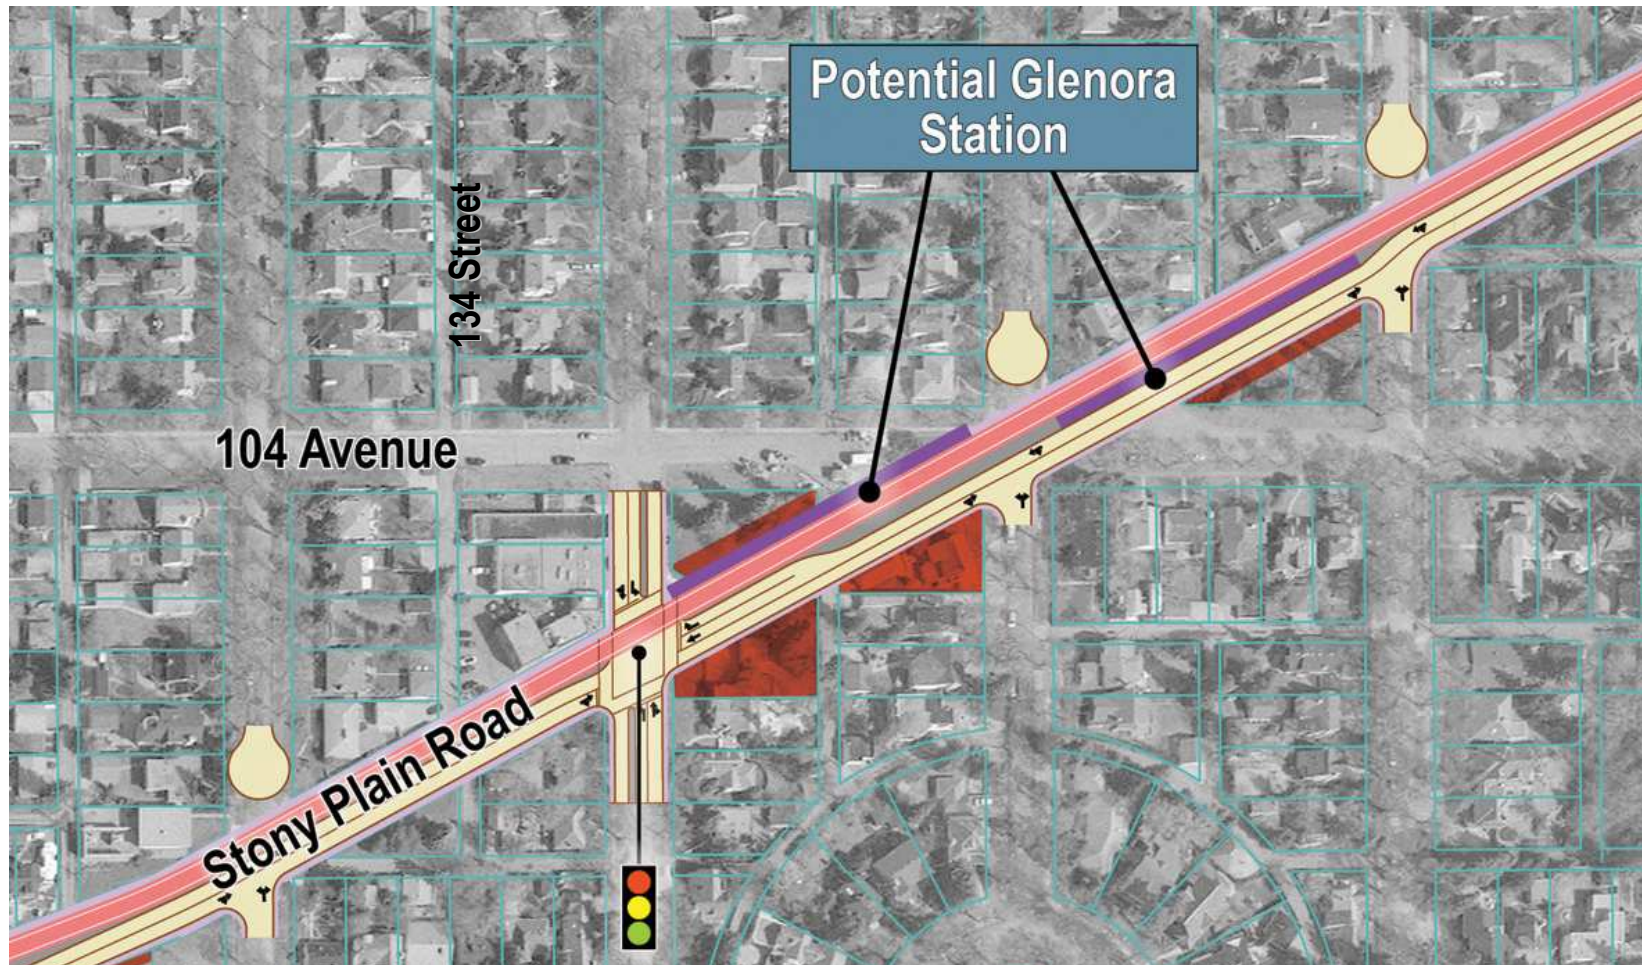 Potential Glenora
Station
134 Street
104 Avenue
Stony Plain Road